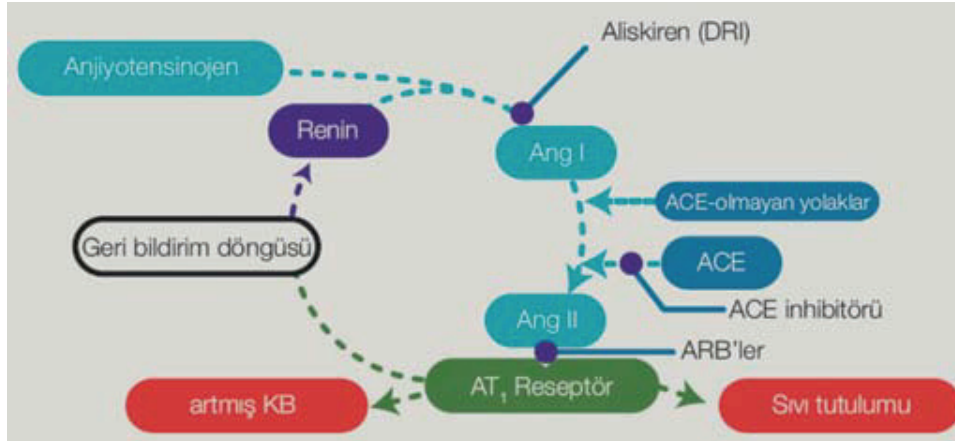 Aliskiren (DRI)
Anjiyotensinojen
Renin
Ang I
ACE-olmayan yolaklar
Geri bildirim döngüsü
ACE
ACE inhibitörü
Ang II
ARB'ler
AT₁ Reseptör
artmış KB
Sıvı tutulumu